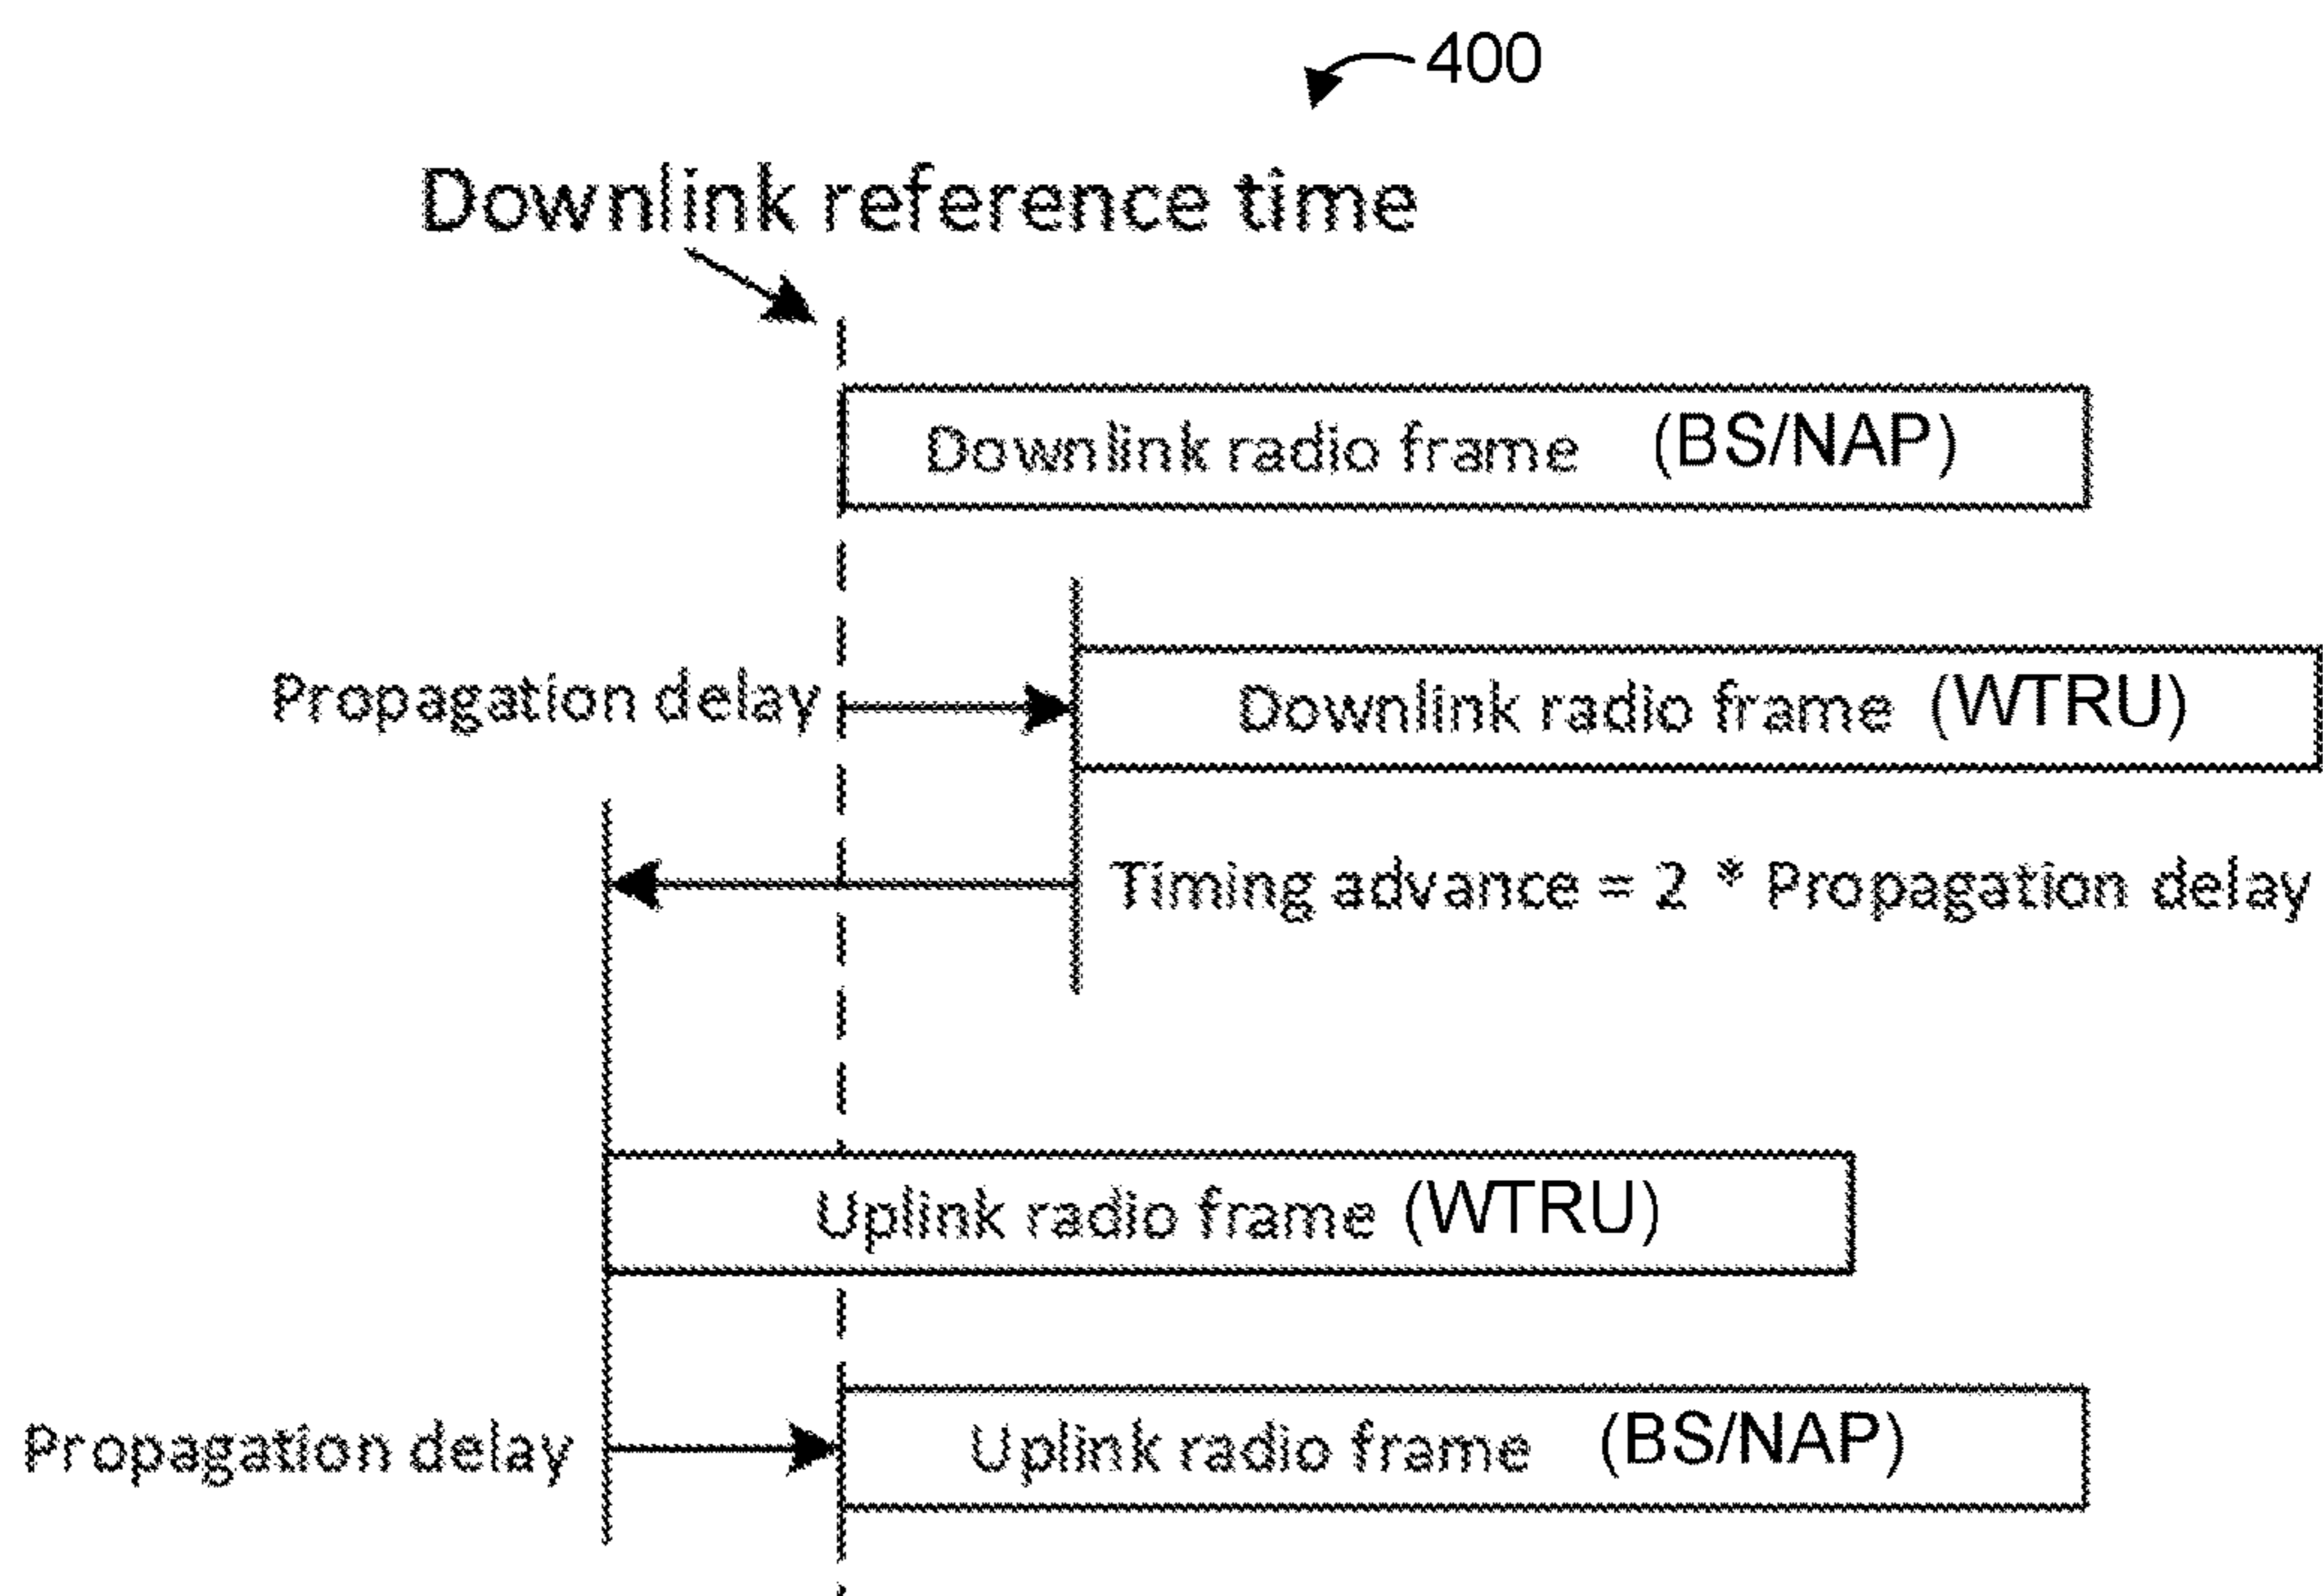 400
Downlink reference time
Downlink radio frame (BS/NAP)
Propagation delay
Downlink radio frame (WTRU)
Timing advance = 2 * Propagation delay
Uplink radio frame (WTRU)
Propagation delay
Uplink radio frame (BS/NAP)